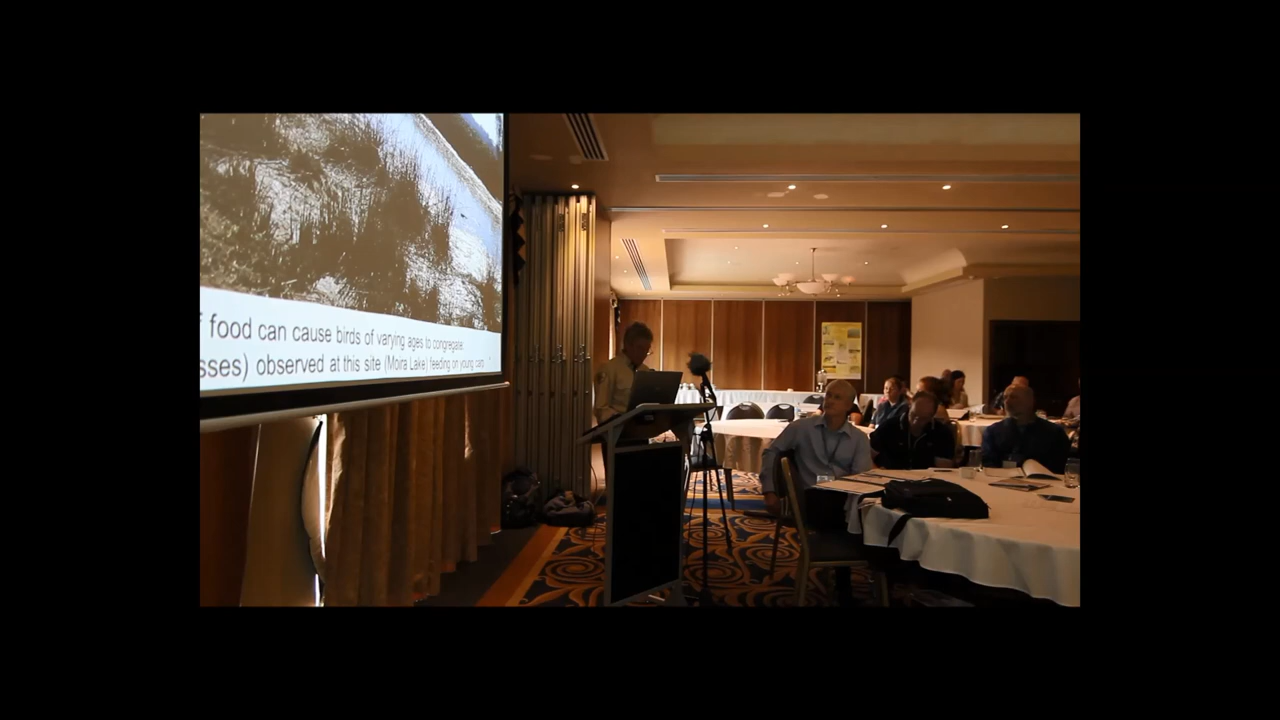 food can cause birds of varying ages to congregate.
sses) observed at this site (Moira Lake) feeding on young carp